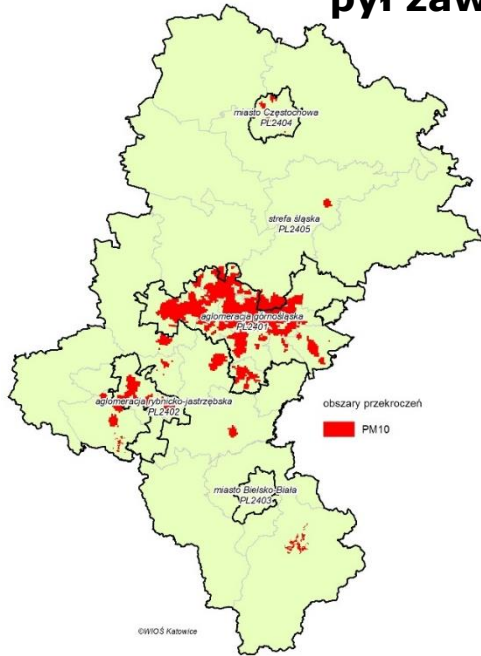 pył zaw
miasto Częstochowa
PL2404
strefa śląska
PL2405
aglomeracja górnośląska
PL2401
obszary przekroczeń
PM10
aglomeracja rybnicko-jastrzębska
PL2402
miasto Bielsko-Biała
PL2403
©WIOŚ Katowice